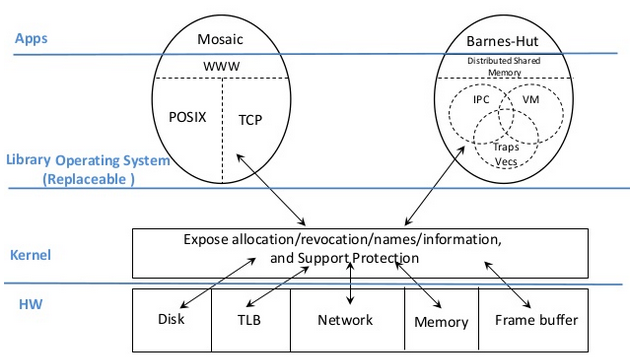 Apps
Mosaic
Barnes-Hut
WWW
Distributed Shared
Memory
POSIX
TCP
IPC
VM
Traps
Vecs
Library Operating System
(Replaceable )
Kernel
Expose allocation/revocation/names/information,
and Support Protection
HW
Disk
TLB
Network
Memory
Frame buffer